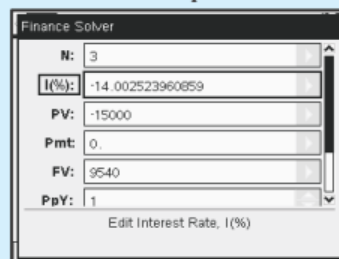 Finance Solver
N: 3
I(%): -14.002523960859
PV: -15000
Pmt: 0.
FV: 9540
PpY: 1
Edit Interest Rate, I(%)